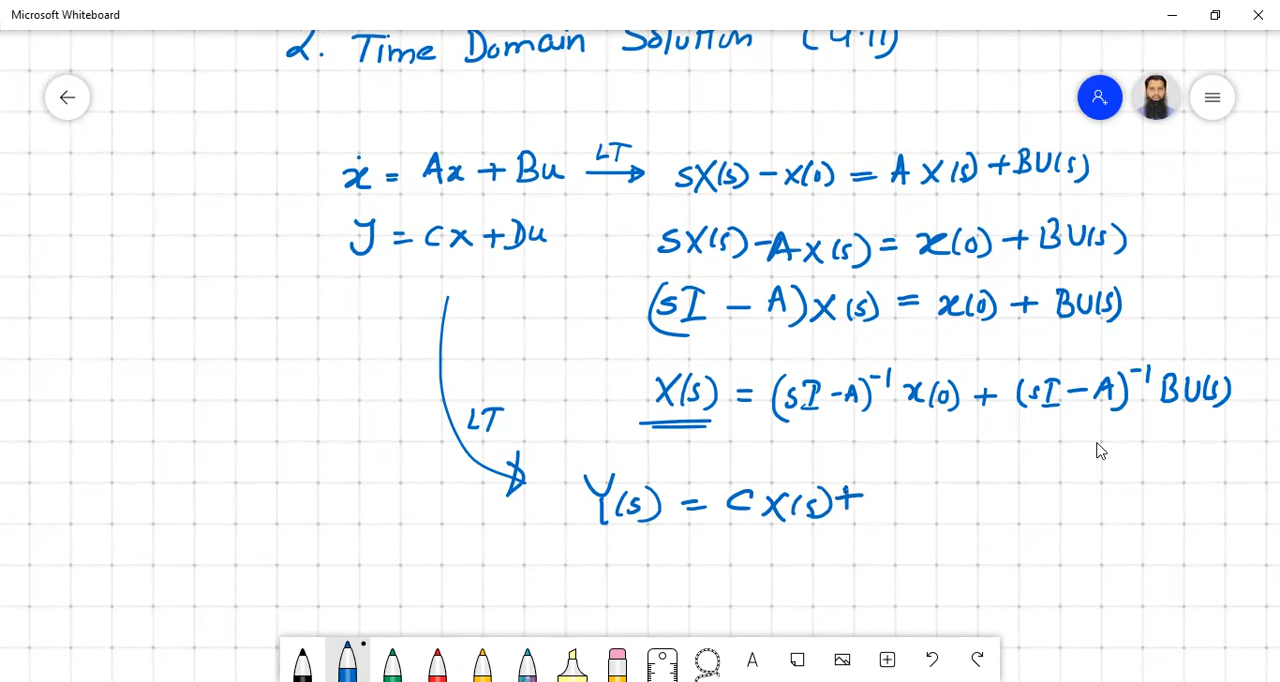 Microsoft Whiteboard
2. Time Domain Solution (4.11)
ẋ = Ax + Bu LT → sX(s) - x(0) = A X(s) + BU(s)
y = Cx + Du
sX(s) - A X(s) = x(0) + BU(s)
(sI - A) X(s) = x(0) + BU(s)
X(s) = (sI - A)⁻¹ x(0) + (sI - A)⁻¹ BU(s)
LT
Y(s) = C X(s) +
A